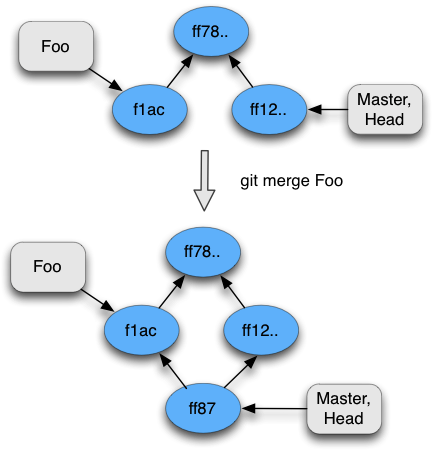 ff78..
Foo
f1ac
ff12..
Master,
Head
git merge Foo
ff78..
Foo
f1ac
ff12..
ff87
Master,
Head